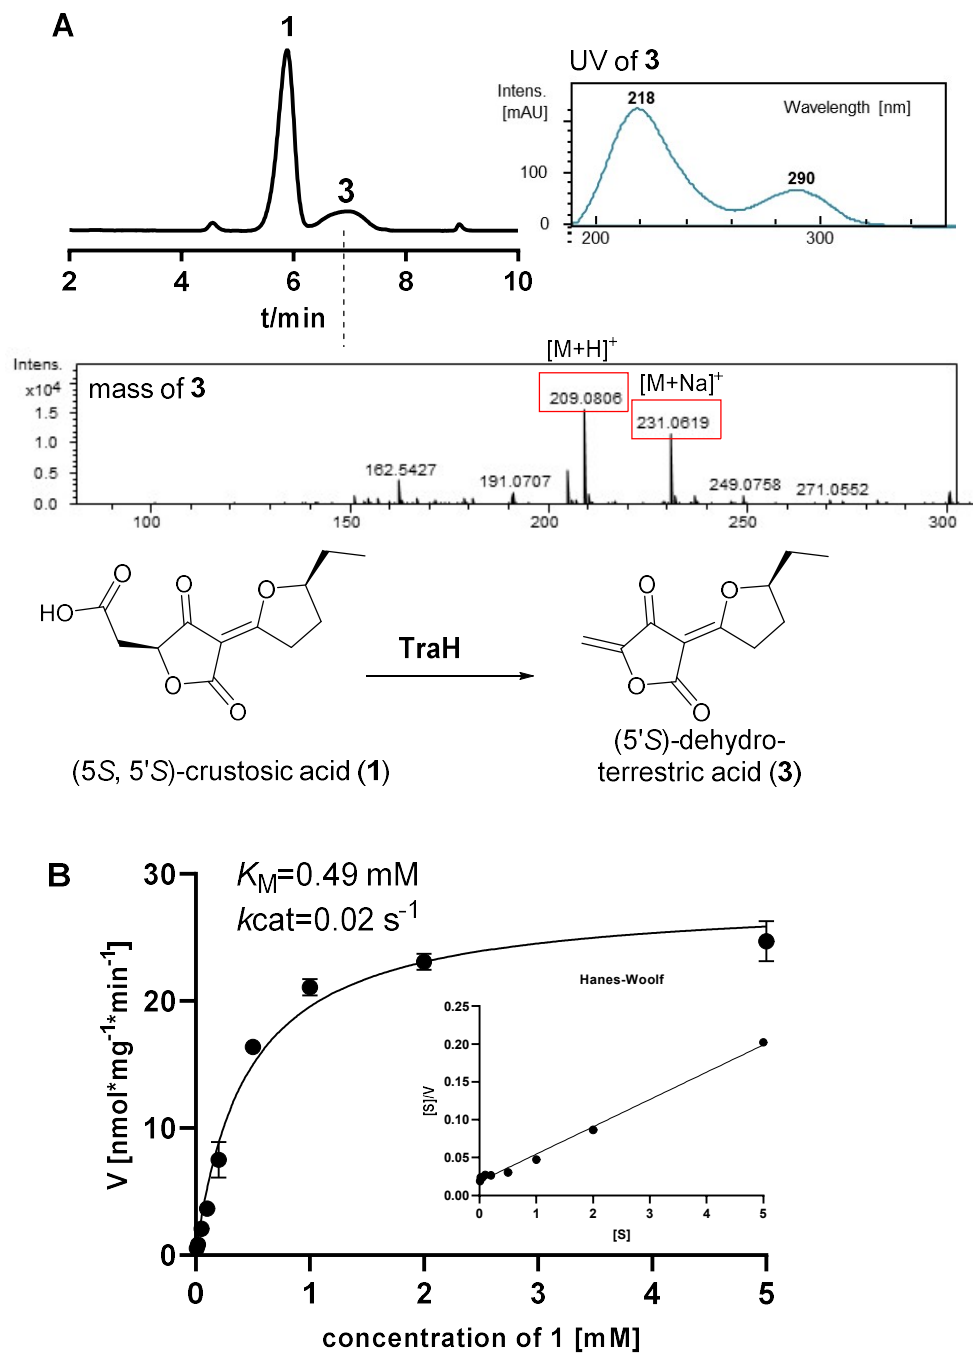 A
1
3
2 4 6 8 10
t/min
UV of 3
Intens.
[mAU]
218
Wavelength [nm]
290
100
0
200 300
[M+H]+
[M+Na]+
Intens.
x10^4
mass of 3
1.5
1.0
0.5
0.0
209.0806
231.0619
162.5427
191.0707
249.0758
271.0552
100 150 200 250 300
O
HO
O
O
O
O
TraH
O
O
O
O
(5S, 5'S)-crustosic acid (1)
(5'S)-dehydro-
terrestric acid (3)
B
KM=0.49 mM
kcat=0.02 s-1
V [nmol*mg-1*min-1]
30
20
10
0
0 1 2 3 4 5
concentration of 1 [mM]
Hanes-Woolf
[S]/V
0.25
0.20
0.15
0.10
0.05
0.00
0 1 2 3 4 5
[S]